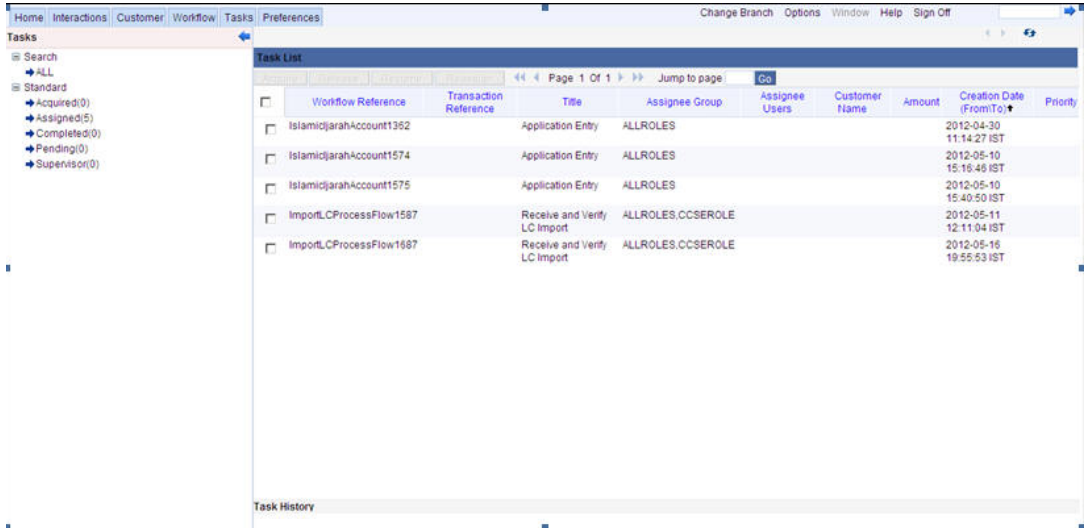 Home Interactions Customer Workflow Tasks Preferences
Change Branch Options Window Help Sign Off
Tasks
Search
ALL
Standard
Acquired(0)
Assigned(5)
Completed(0)
Pending(0)
Supervisor(0)
Task List
Acquire Release Reassign Page 1 Of 1 Jump to page Go
Workflow Reference Transaction Reference Title Assignee Group Assignee Users Customer Name Amount Creation Date (From\To) Priority
IslamicIjarahAccount1362 Application Entry ALLROLES 2012-04-30 11:14:27 IST
IslamicIjarahAccount1574 Application Entry ALLROLES 2012-05-10 15:16:46 IST
IslamicIjarahAccount1575 Application Entry ALLROLES 2012-05-10 15:40:50 IST
ImportLCProcessFlow1587 Receive and Verify LC Import ALLROLES,CCSEROLE 2012-05-11 12:11:04 IST
ImportLCProcessFlow1687 Receive and Verify LC Import ALLROLES,CCSEROLE 2012-05-16 19:55:53 IST
Task History